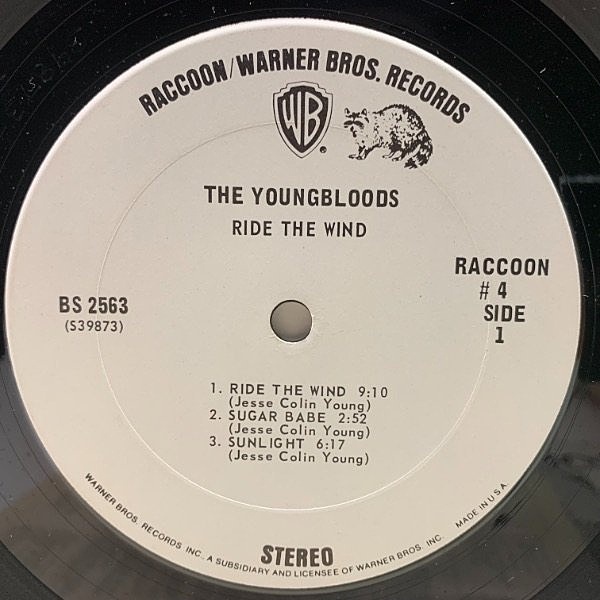 RACCOON/WARNER BROS. RECORDS
WB
®
THE YOUNGBLOODS
RIDE THE WIND
RACCOON
# 4
SIDE
1
BS 2563
(S39873)
1. RIDE THE WIND 9:10
(Jesse Colin Young)
2. SUGAR BABE 2:52
(Jesse Colin Young)
3. SUNLIGHT 6:17
(Jesse Colin Young)
STEREO
WARNER BROS. RECORDS INC., A SUBSIDIARY AND LICENSEE OF WARNER BROS. INC. MADE IN U.S.A.